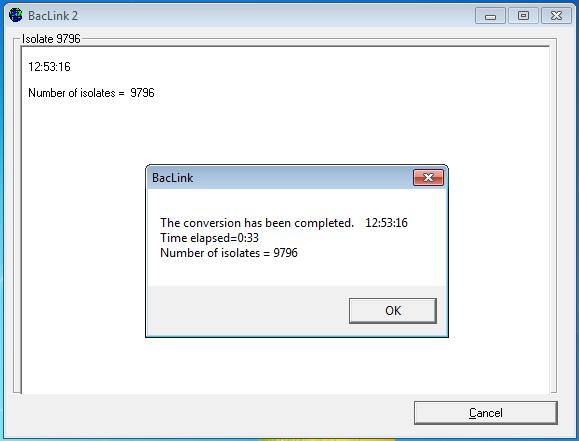 BacLink 2
Isolate 9796
12:53:16
Number of isolates = 9796
BacLink
The conversion has been completed. 12:53:16
Time elapsed=0:33
Number of isolates = 9796
OK
Cancel